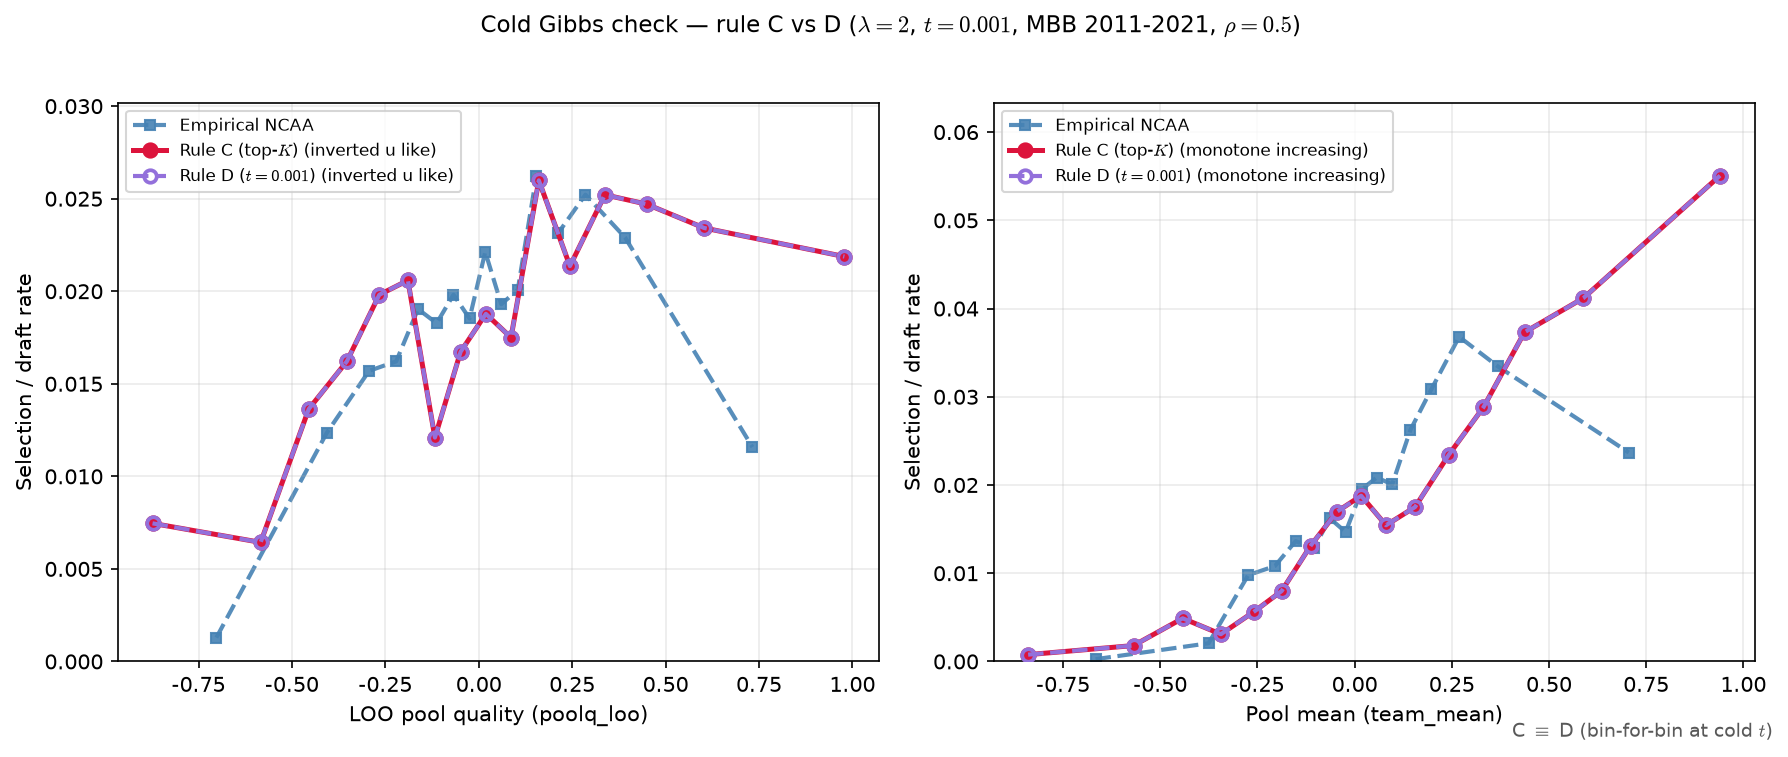 Cold Gibbs check — rule C vs D (λ = 2, t = 0.001, MBB 2011-2021, ρ = 0.5)
Empirical NCAA
Rule C (top-K) (inverted u like)
Rule D (t = 0.001) (inverted u like)
Selection / draft rate
0.030
0.025
0.020
0.015
0.010
0.005
0.000
-0.75
-0.50
-0.25
0.00
0.25
0.50
0.75
1.00
LOO pool quality (poolq_loo)
Empirical NCAA
Rule C (top-K) (monotone increasing)
Rule D (t = 0.001) (monotone increasing)
Selection / draft rate
0.06
0.05
0.04
0.03
0.02
0.01
0.00
-0.75
-0.50
-0.25
0.00
0.25
0.50
0.75
1.00
Pool mean (team_mean)
C ≡ D (bin-for-bin at cold t)